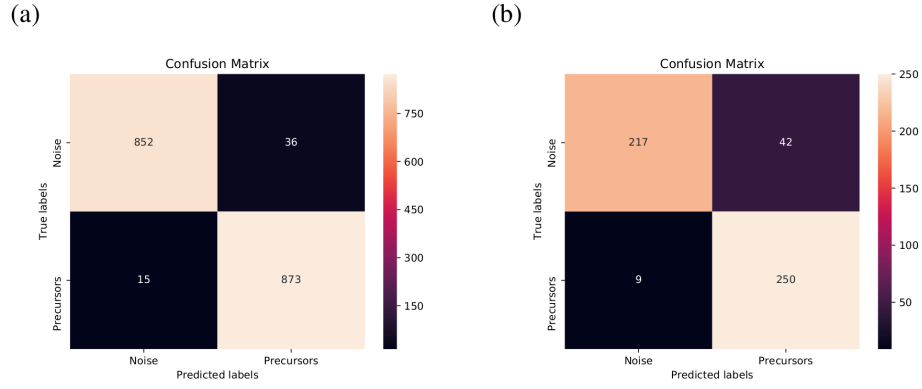 (a)
Confusion Matrix
True labels
Noise
Precursors
852
36
15
873
Noise
Precursors
Predicted labels
750
600
450
300
150
(b)
Confusion Matrix
True labels
Noise
Precursors
217
42
9
250
Noise
Precursors
Predicted labels
250
200
150
100
50